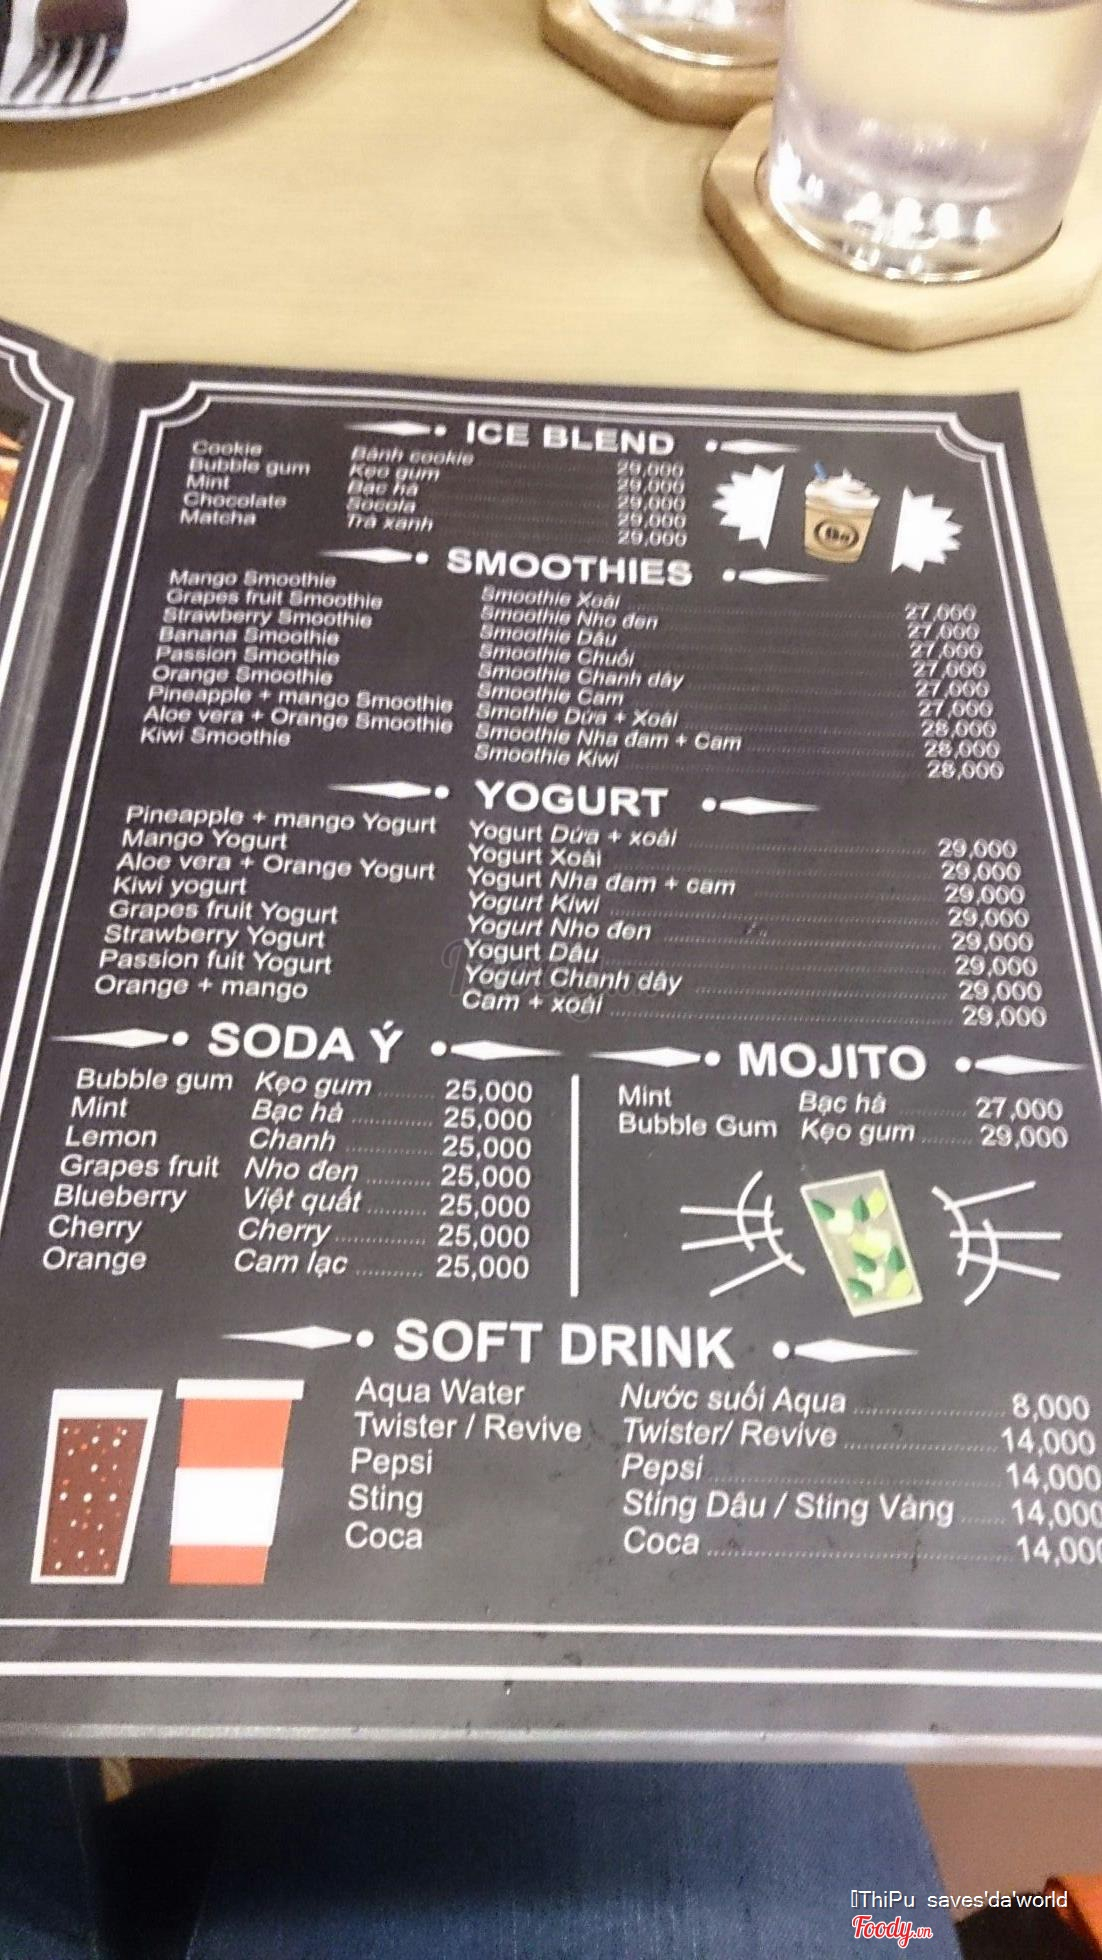 ICE BLEND
Cookie Bánh cookie 29,000
Bubble gum Kẹo gum 29,000
Mint Bạc hà 29,000
Chocolate Socola 29,000
Matcha Trà xanh 29,000
SMOOTHIES
Mango Smoothie Smoothie Xoài 27,000
Grapes fruit Smoothie Smoothie Nho đen 27,000
Strawberry Smoothie Smoothie Dâu 27,000
Banana Smoothie Smoothie Chuối 27,000
Passion Smoothie Smoothie Chanh dây 27,000
Orange Smoothie Smoothie Cam 27,000
Pineapple + mango Smoothie Smothie Dứa + Xoài 28,000
Aloe vera + Orange Smoothie Smoothie Nha đam + Cam 28,000
Kiwi Smoothie Smoothie Kiwi 28,000
YOGURT
Pineapple + mango Yogurt Yogurt Dứa + xoài 29,000
Mango Yogurt Yogurt Xoài 29,000
Aloe vera + Orange Yogurt Yogurt Nha đam + cam 29,000
Kiwi yogurt Yogurt Kiwi 29,000
Grapes fruit Yogurt Yogurt Nho đen 29,000
Strawberry Yogurt Yogurt Dâu 29,000
Passion fuit Yogurt Yogurt Chanh dây 29,000
Orange + mango Cam + xoài 29,000
SODA Ý
Bubble gum Kẹo gum 25,000
Mint Bạc hà 25,000
Lemon Chanh 25,000
Grapes fruit Nho đen 25,000
Blueberry Việt quất 25,000
Cherry Cherry 25,000
Orange Cam lạc 25,000
MOJITO
Mint Bạc hà 27,000
Bubble Gum Kẹo gum 29,000
SOFT DRINK
Aqua Water Nước suối Aqua 8,000
Twister / Revive Twister/ Revive 14,000
Pepsi Pepsi 14,000
Sting Sting Dâu / Sting Vàng 14,000
Coca Coca 14,000
ThiPu saves'da'world
Foody.vn